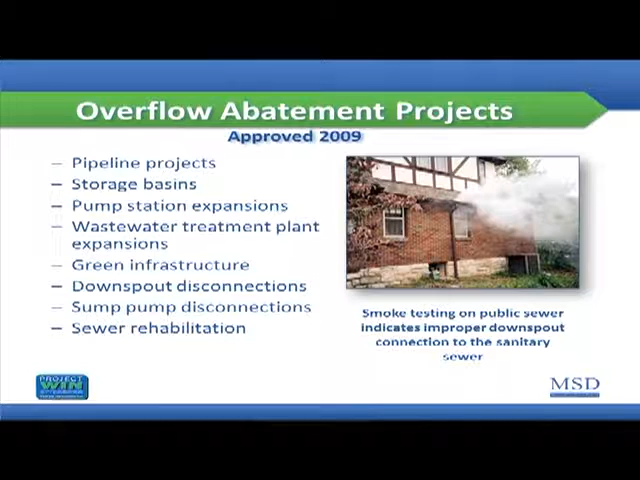 Overflow Abatement Projects
Approved 2009
– Pipeline projects
– Storage basins
– Pump station expansions
– Wastewater treatment plant
expansions
– Green infrastructure
– Downspout disconnections
– Sump pump disconnections
– Sewer rehabilitation
Smoke testing on public sewer
indicates improper downspout
connection to the sanitary
sewer
PROJECT
WIN
MSD